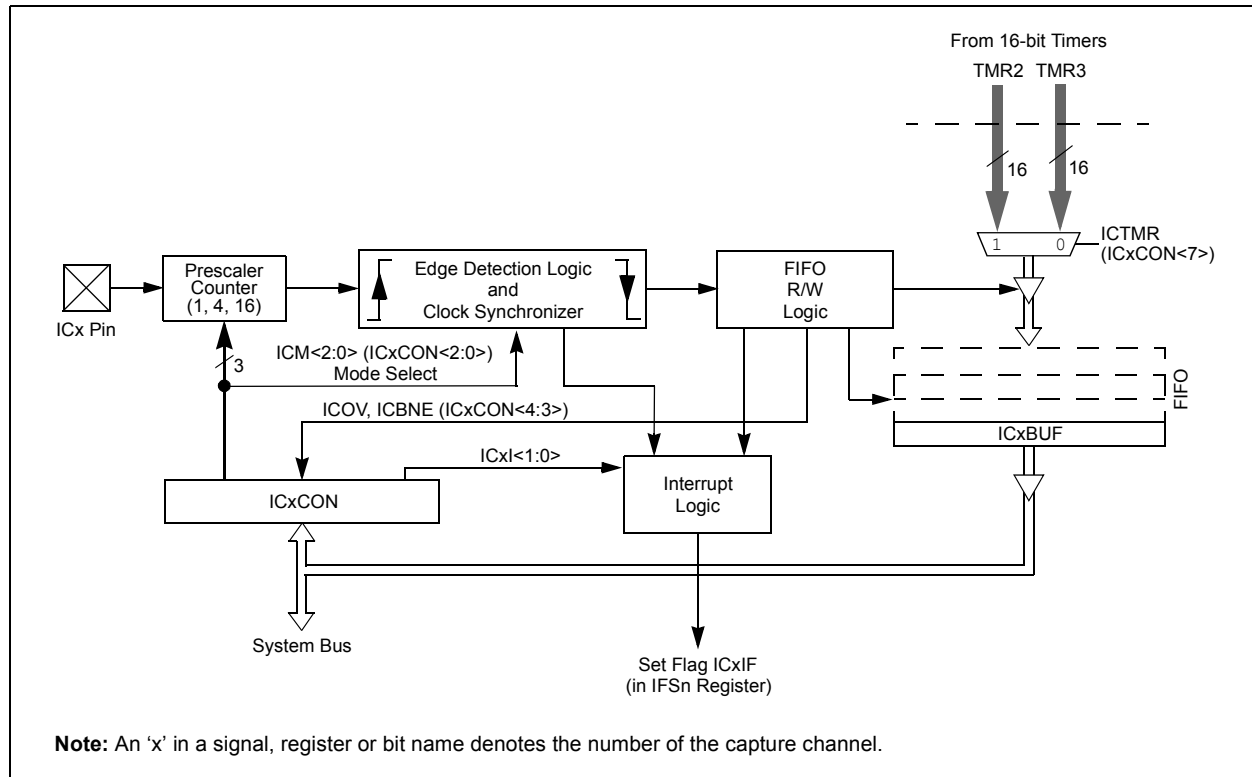 From 16-bit Timers
TMR2 TMR3
16 16
1 0
ICTMR
(ICxCON<7>)
Prescaler
Counter
(1, 4, 16)
Edge Detection Logic
and
Clock Synchronizer
FIFO
R/W
Logic
ICx Pin
3
ICM<2:0> (ICxCON<2:0>)
Mode Select
FIFO
ICOV, ICBNE (ICxCON<4:3>)
ICxBUF
ICxI<1:0>
ICxCON
Interrupt
Logic
System Bus
Set Flag ICxIF
(in IFSn Register)
Note: An ‘x’ in a signal, register or bit name denotes the number of the capture channel.